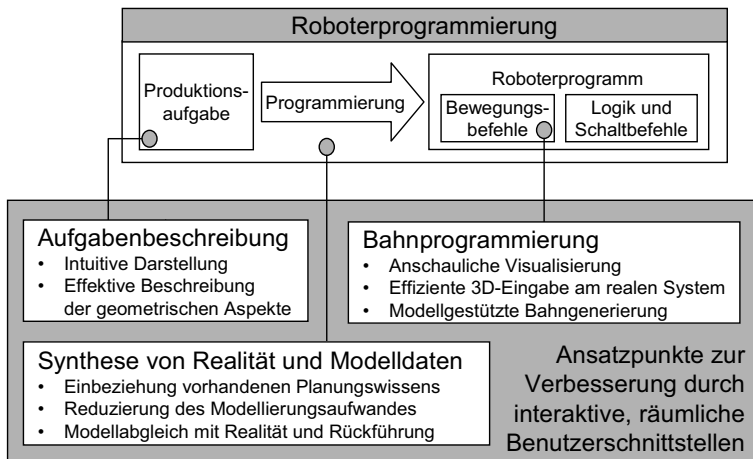 Roboterprogrammierung
Produktions-
aufgabe
Programmierung
Roboterprogramm
Bewegungs-
befehle
Logik und
Schaltbefehle
Aufgabenbeschreibung
• Intuitive Darstellung
• Effektive Beschreibung
der geometrischen Aspekte
Bahnprogrammierung
• Anschauliche Visualisierung
• Effiziente 3D-Eingabe am realen System
• Modellgestützte Bahngenerierung
Synthese von Realität und Modelldaten
• Einbeziehung vorhandenen Planungswissens
• Reduzierung des Modellierungsaufwandes
• Modellabgleich mit Realität und Rückführung
Ansatzpunkte zur
Verbesserung durch
interaktive, räumliche
Benutzerschnittstellen